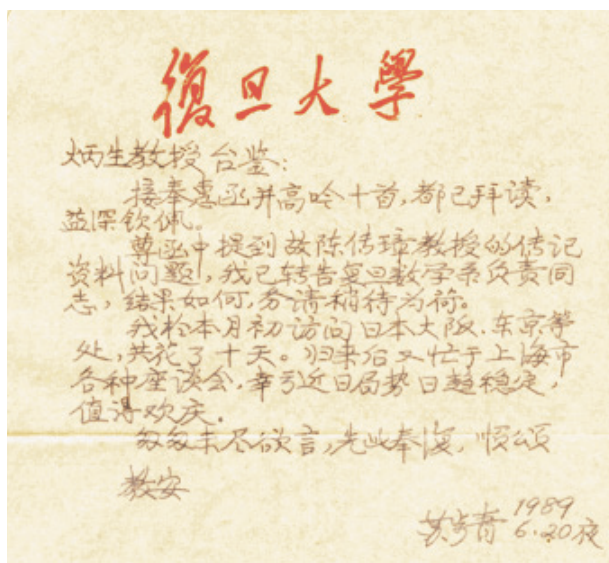 復旦大學
炳生教授台鉴:
接奉惠函并高吟十首,都已拜读,
益深钦佩。
尊函中提到故陈传璋教授的传记
资料问题,我已转告复旦数学系负责同
志,结果如何,务请稍待为荷。
我于本月初访问日本大阪、东京等
处,共花了十天。归来后又忙于上海市
各种座谈会,幸引近日局势日趋稳定,
值得欢庆.
匆匆未尽欲言,先此奉复,顺颂
教安
苏步青 1989
6.20夜